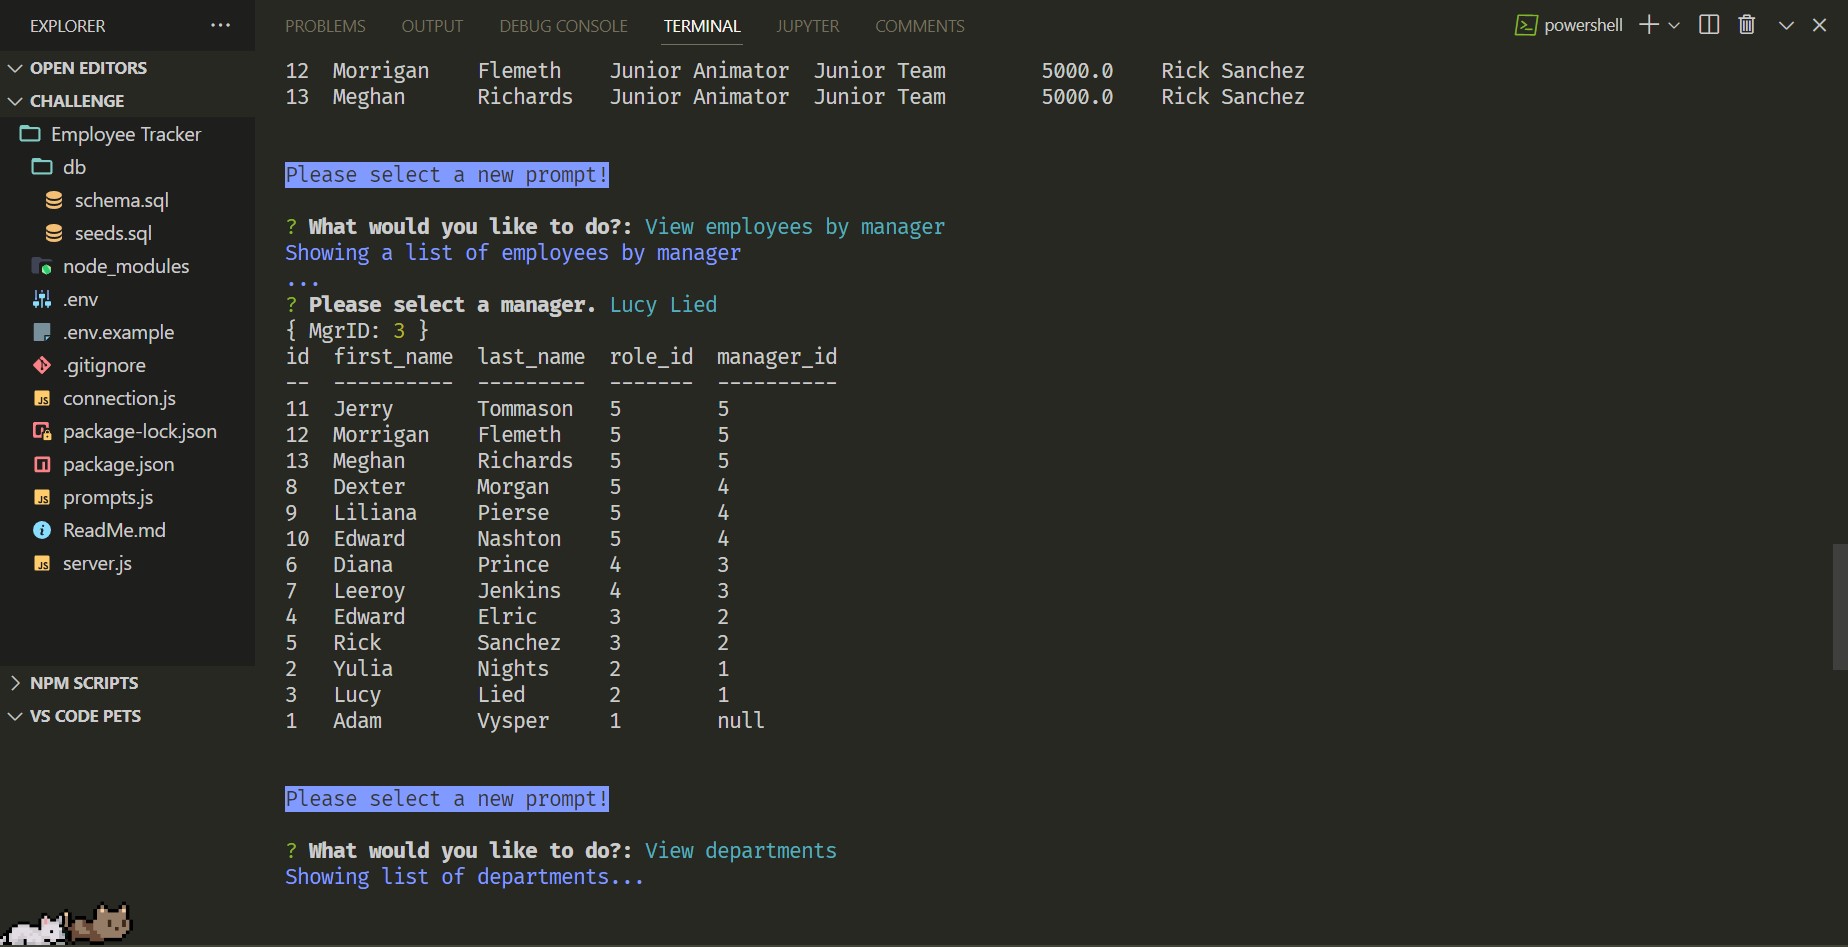 EXPLORER ...
OPEN EDITORS
CHALLENGE
Employee Tracker
db
schema.sql
seeds.sql
node_modules
.env
.env.example
.gitignore
connection.js
package-lock.json
package.json
prompts.js
ReadMe.md
server.js
NPM SCRIPTS
VS CODE PETS
PROBLEMS OUTPUT DEBUG CONSOLE TERMINAL JUPYTER COMMENTS powershell
12 Morrigan Flemeth Junior Animator Junior Team 5000.0 Rick Sanchez
13 Meghan Richards Junior Animator Junior Team 5000.0 Rick Sanchez
Please select a new prompt!
? What would you like to do?: View employees by manager
Showing a list of employees by manager
...
? Please select a manager. Lucy Lied
{ MgrID: 3 }
id first_name last_name role_id manager_id
-- ---------- --------- ------- ----------
11 Jerry Tommason 5 5
12 Morrigan Flemeth 5 5
13 Meghan Richards 5 5
8 Dexter Morgan 5 4
9 Liliana Pierse 5 4
10 Edward Nashton 5 4
6 Diana Prince 4 3
7 Leeroy Jenkins 4 3
4 Edward Elric 3 2
5 Rick Sanchez 3 2
2 Yulia Nights 2 1
3 Lucy Lied 2 1
1 Adam Vysper 1 null
Please select a new prompt!
? What would you like to do?: View departments
Showing list of departments...